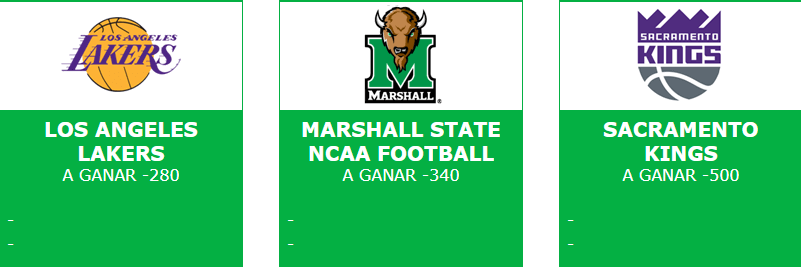 LOS ANGELES
LAKERS
LOS ANGELES
LAKERS
A GANAR -280
-
-
M
MARSHALL
®
MARSHALL STATE
NCAA FOOTBALL
A GANAR -340
-
-
SACRAMENTO
KINGS
SACRAMENTO
KINGS
A GANAR -500
-
-